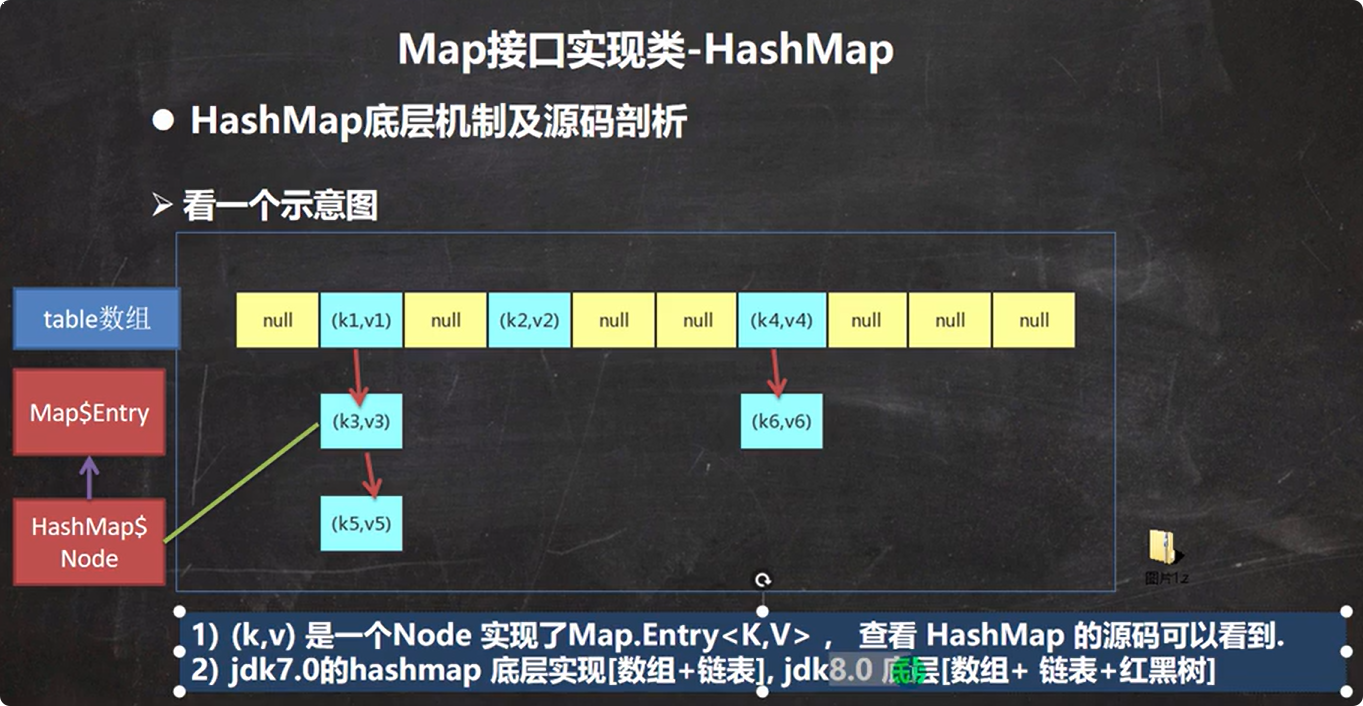 Map接口实现类-HashMap
● HashMap底层机制及源码剖析
➢ 看一个示意图
table数组
null (k1,v1) null (k2,v2) null null (k4,v4) null null null
Map$Entry
(k3,v3) (k6,v6)
HashMap$
Node
(k5,v5)
图片1.z
1) (k,v) 是一个Node 实现了Map.Entry<K,V> ， 查看 HashMap 的源码可以看到.
2) jdk7.0的hashmap 底层实现[数组+链表], jdk8.0 底层[数组+ 链表+红黑树]